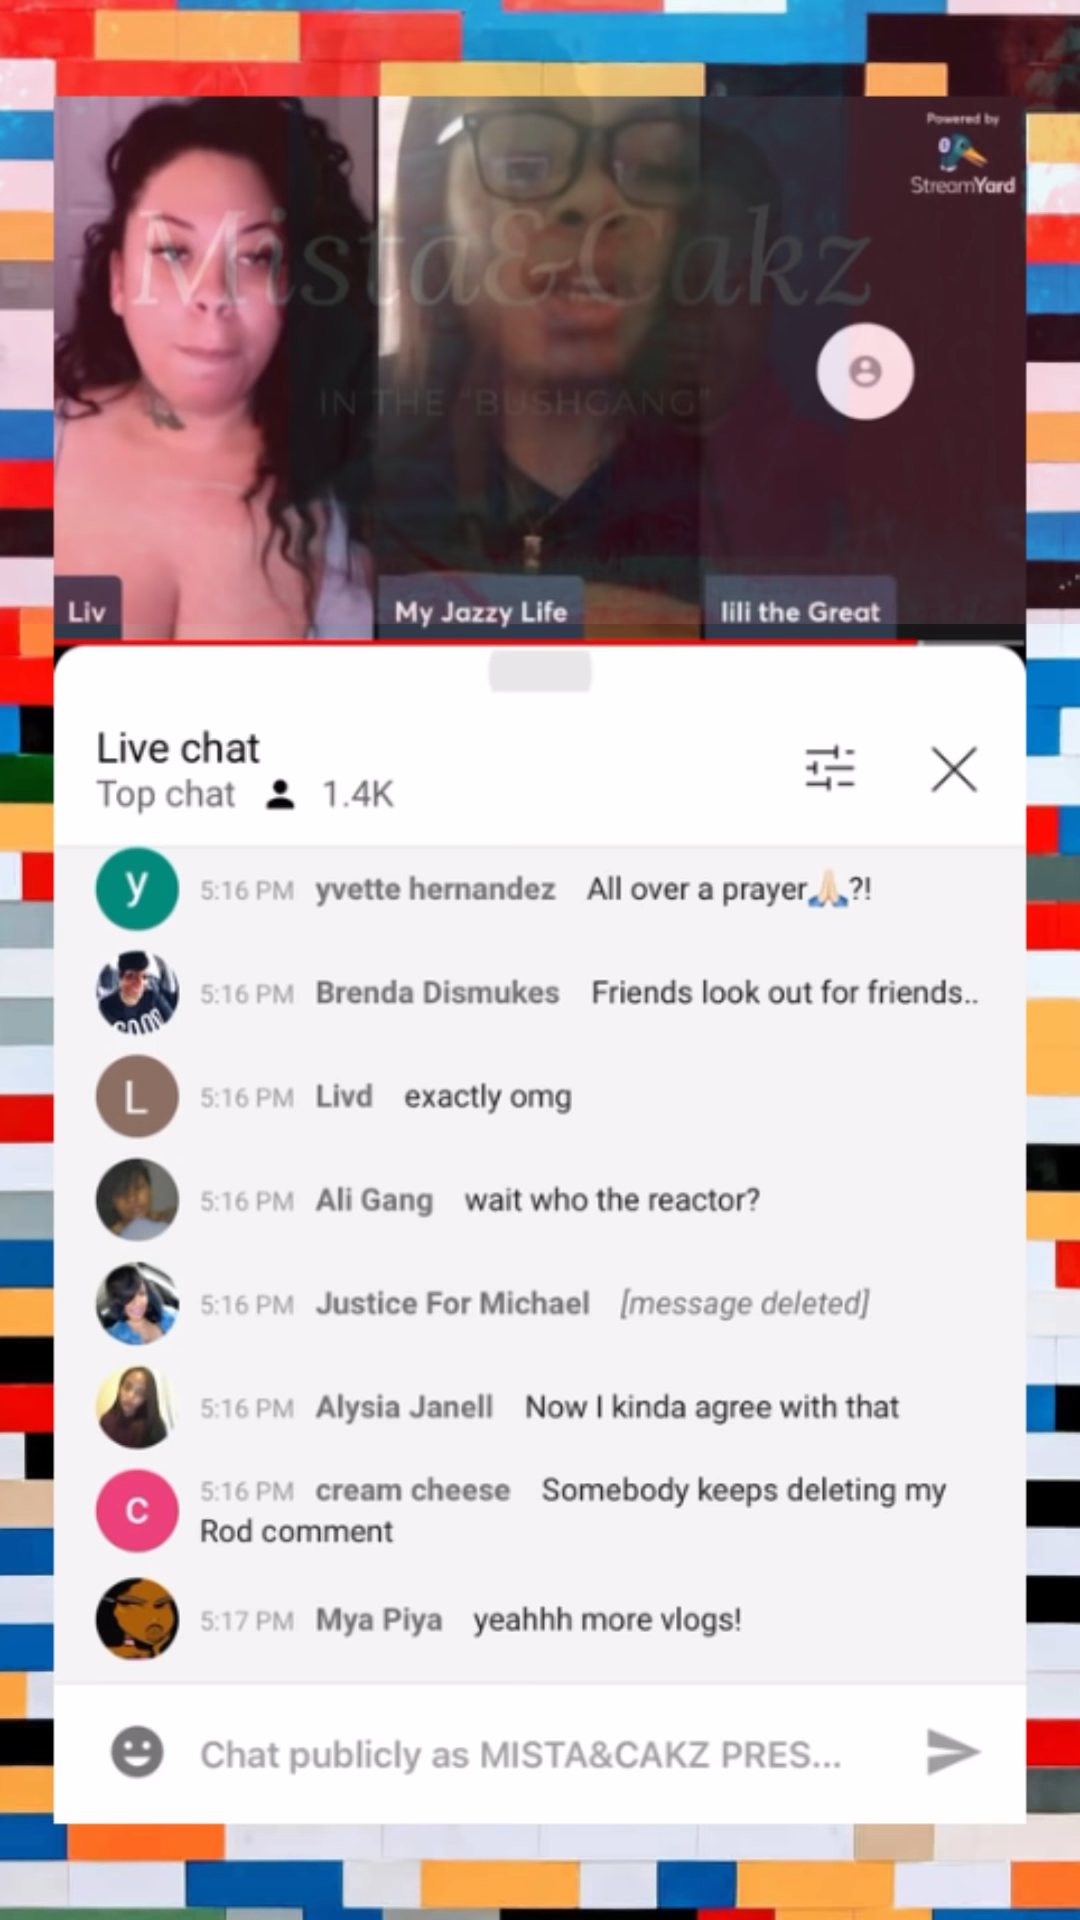 Powered by
StreamYard
Mista&Cakz
IN THE "BUSHGANG"
Liv
My Jazzy Life
lili the Great
Live chat
Top chat 1.4K
y
5:16 PM yvette hernandez All over a prayer🙏🏻?!
5:16 PM Brenda Dismukes Friends look out for friends..
L
5:16 PM Livd exactly omg
5:16 PM Ali Gang wait who the reactor?
5:16 PM Justice For Michael [message deleted]
5:16 PM Alysia Janell Now I kinda agree with that
c
5:16 PM cream cheese Somebody keeps deleting my
Rod comment
5:17 PM Mya Piya yeahhh more vlogs!
Chat publicly as MISTA&CAKZ PRES...